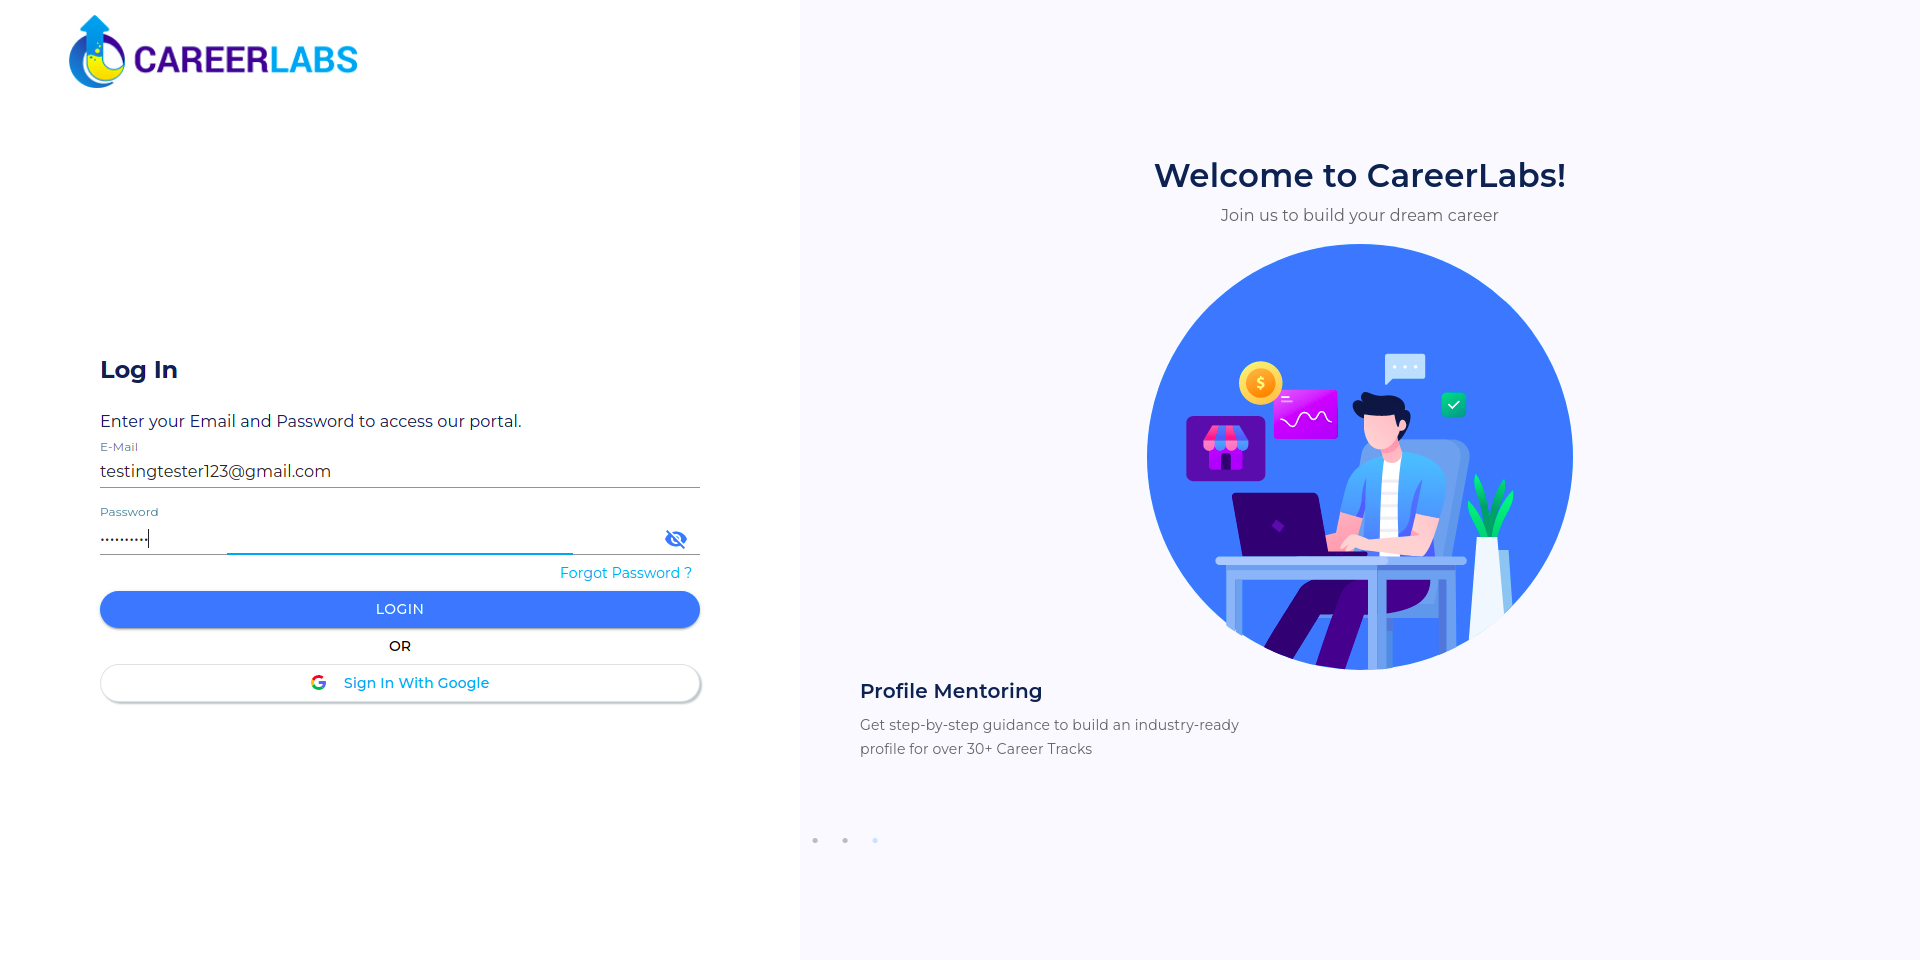 CAREERLABS
Log In
Enter your Email and Password to access our portal.
E-Mail
testingtester123@gmail.com
Password
••••••••••
Forgot Password ?
LOGIN
OR
Sign In With Google
Welcome to CareerLabs!
Join us to build your dream career
$
Profile Mentoring
Get step-by-step guidance to build an industry-ready
profile for over 30+ Career Tracks